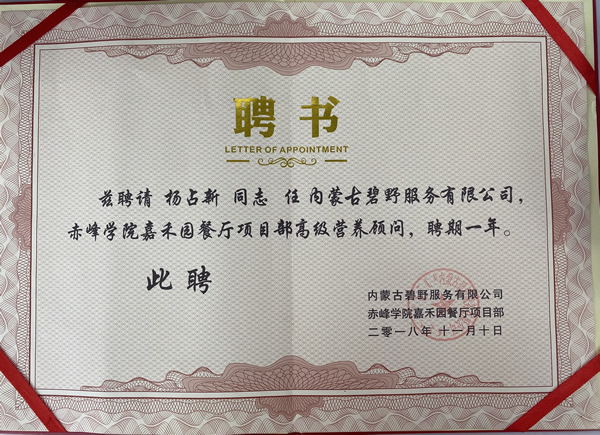 聘书
LETTER OF APPOINTMENT
兹聘请 杨占新 同志 任内蒙古碧野服务有限公司，
赤峰学院嘉禾园餐厅项目部高级营养顾问，聘期一年。
此聘
内蒙古碧野服务有限公司
赤峰学院嘉禾园餐厅项目部
二零一八年 十一月十日